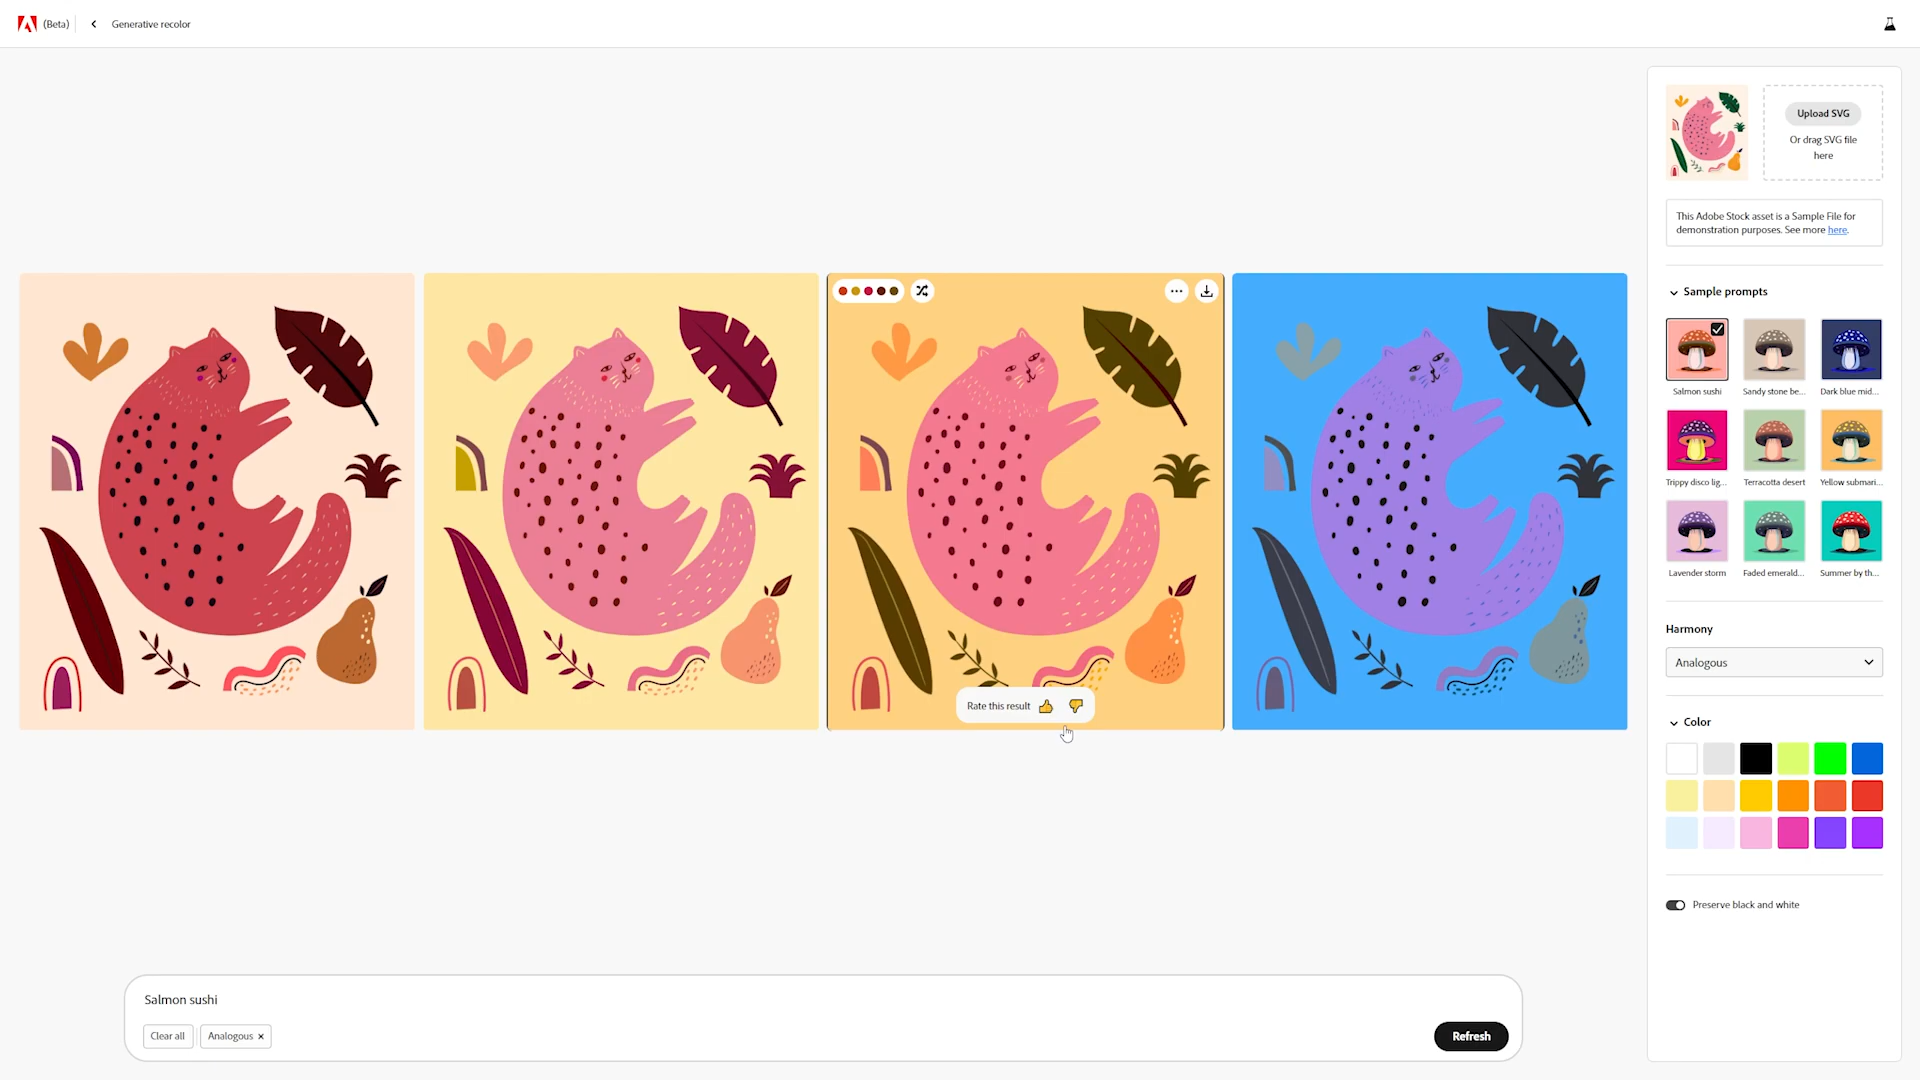 (Beta)
Generative recolor
Upload SVG
Or drag SVG file
here
This Adobe Stock asset is a Sample File for
demonstration purposes. See more here.
Sample prompts
Salmon sushi
Sandy stone be...
Dark blue mid...
Trippy disco lig...
Terracotta desert
Yellow submari...
Lavender storm
Faded emerald...
Summer by th...
Harmony
Analogous
Color
Preserve black and white
Rate this result
Salmon sushi
Clear all
Analogous ×
Refresh